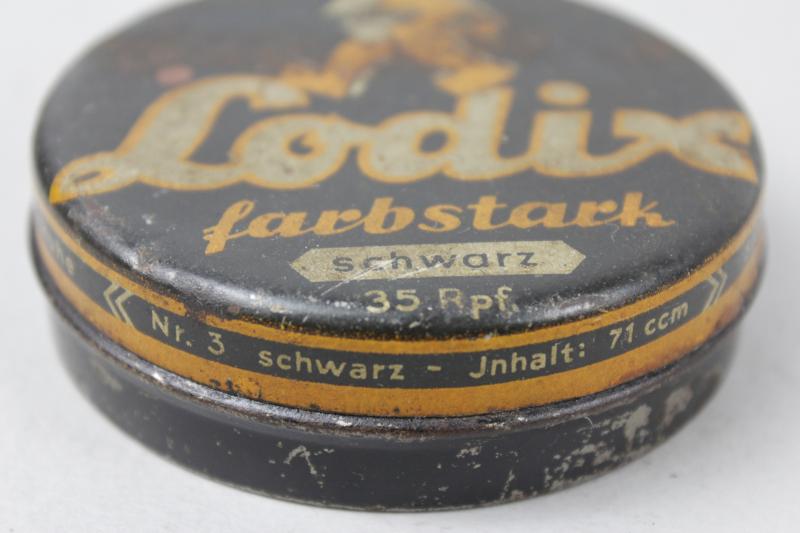 Lodix
farbstark
schwarz
35 Rpf.
Nr. 3 schwarz - Jnhalt: 71 ccm